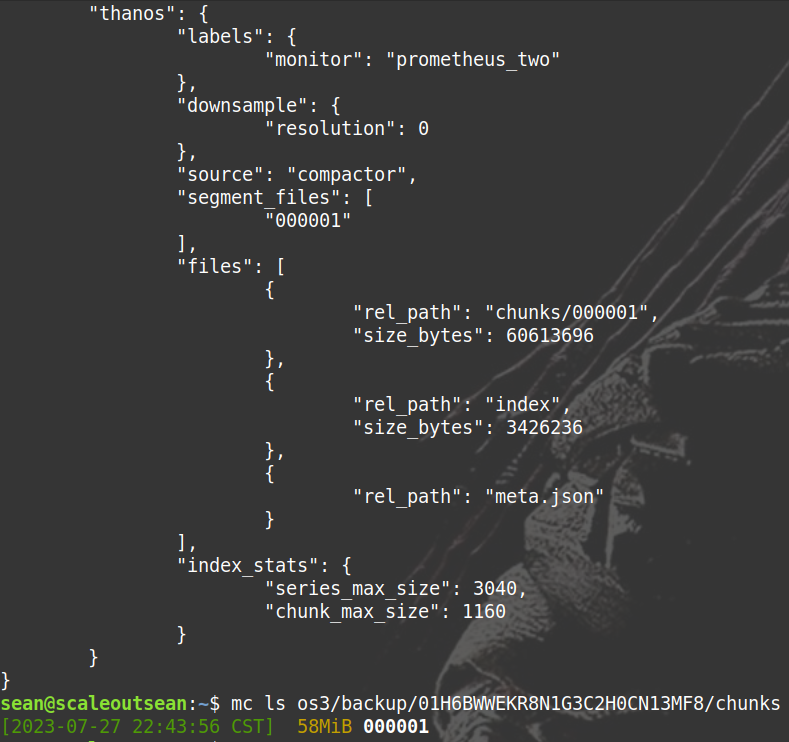 "thanos": {
"labels": {
"monitor": "prometheus_two"
},
"downsample": {
"resolution": 0
},
"source": "compactor",
"segment_files": [
"000001"
],
"files": [
{
"rel_path": "chunks/000001",
"size_bytes": 60613696
},
{
"rel_path": "index",
"size_bytes": 3426236
},
{
"rel_path": "meta.json"
}
],
"index_stats": {
"series_max_size": 3040,
"chunk_max_size": 1160
}
}
}
sean@scaleoutsean:~$ mc ls os3/backup/01H6BWWEKR8N1G3C2H0CN13MF8/chunks
[2023-07-27 22:43:56 CST]  58MiB 000001